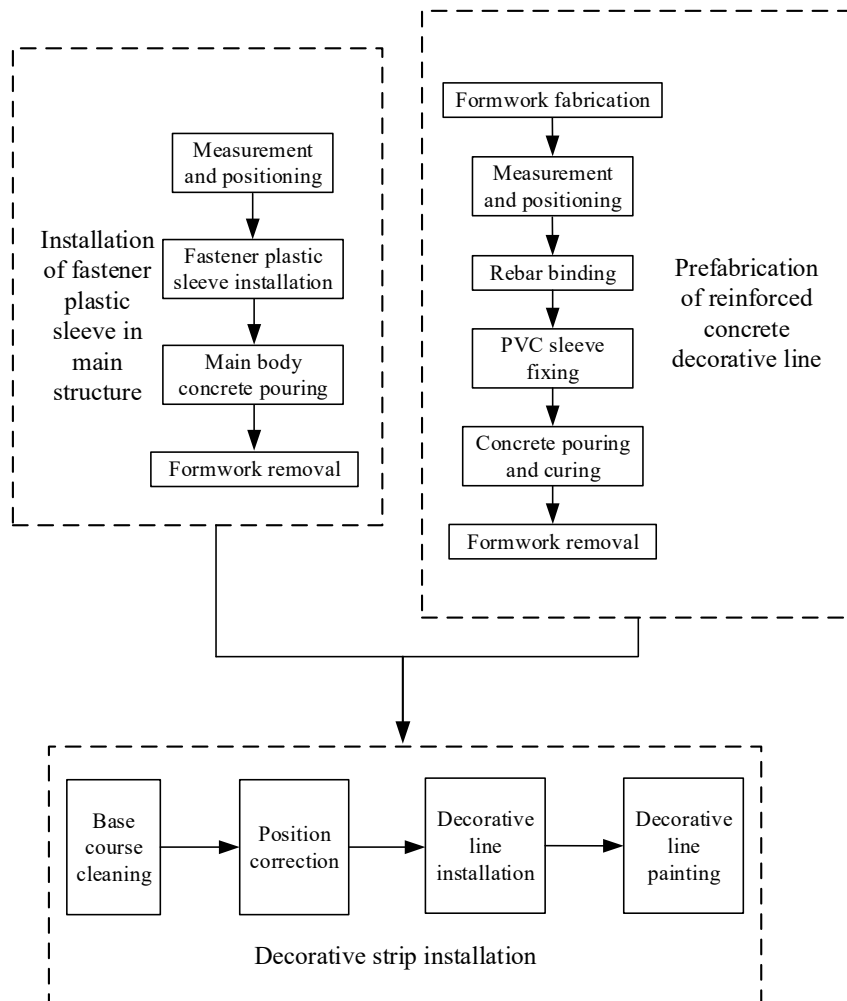 Installation
of fastener
plastic
sleeve in
main
structure
Measurement
and positioning
Fastener plastic
sleeve installation
Main body
concrete pouring
Formwork removal
Formwork fabrication
Measurement
and positioning
Rebar binding
PVC sleeve
fixing
Concrete pouring
and curing
Formwork removal
Prefabrication
of reinforced
concrete
decorative line
Base
course
cleaning
Position
correction
Decorative
line
installation
Decorative
line
painting
Decorative strip installation